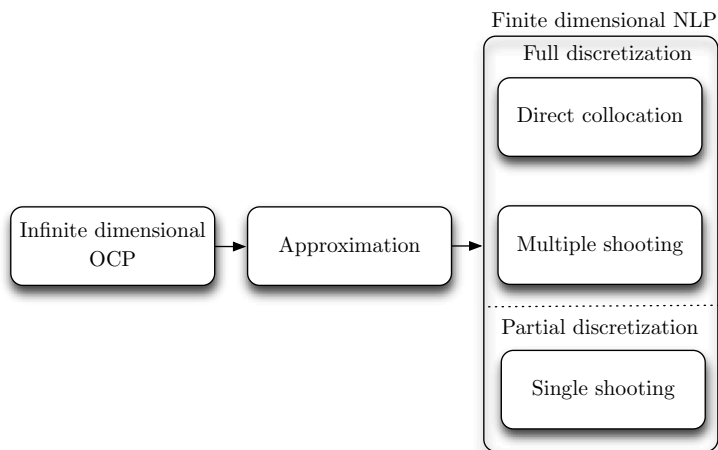 Finite dimensional NLP
Full discretization
Direct collocation
Infinite dimensional
OCP
Approximation
Multiple shooting
Partial discretization
Single shooting